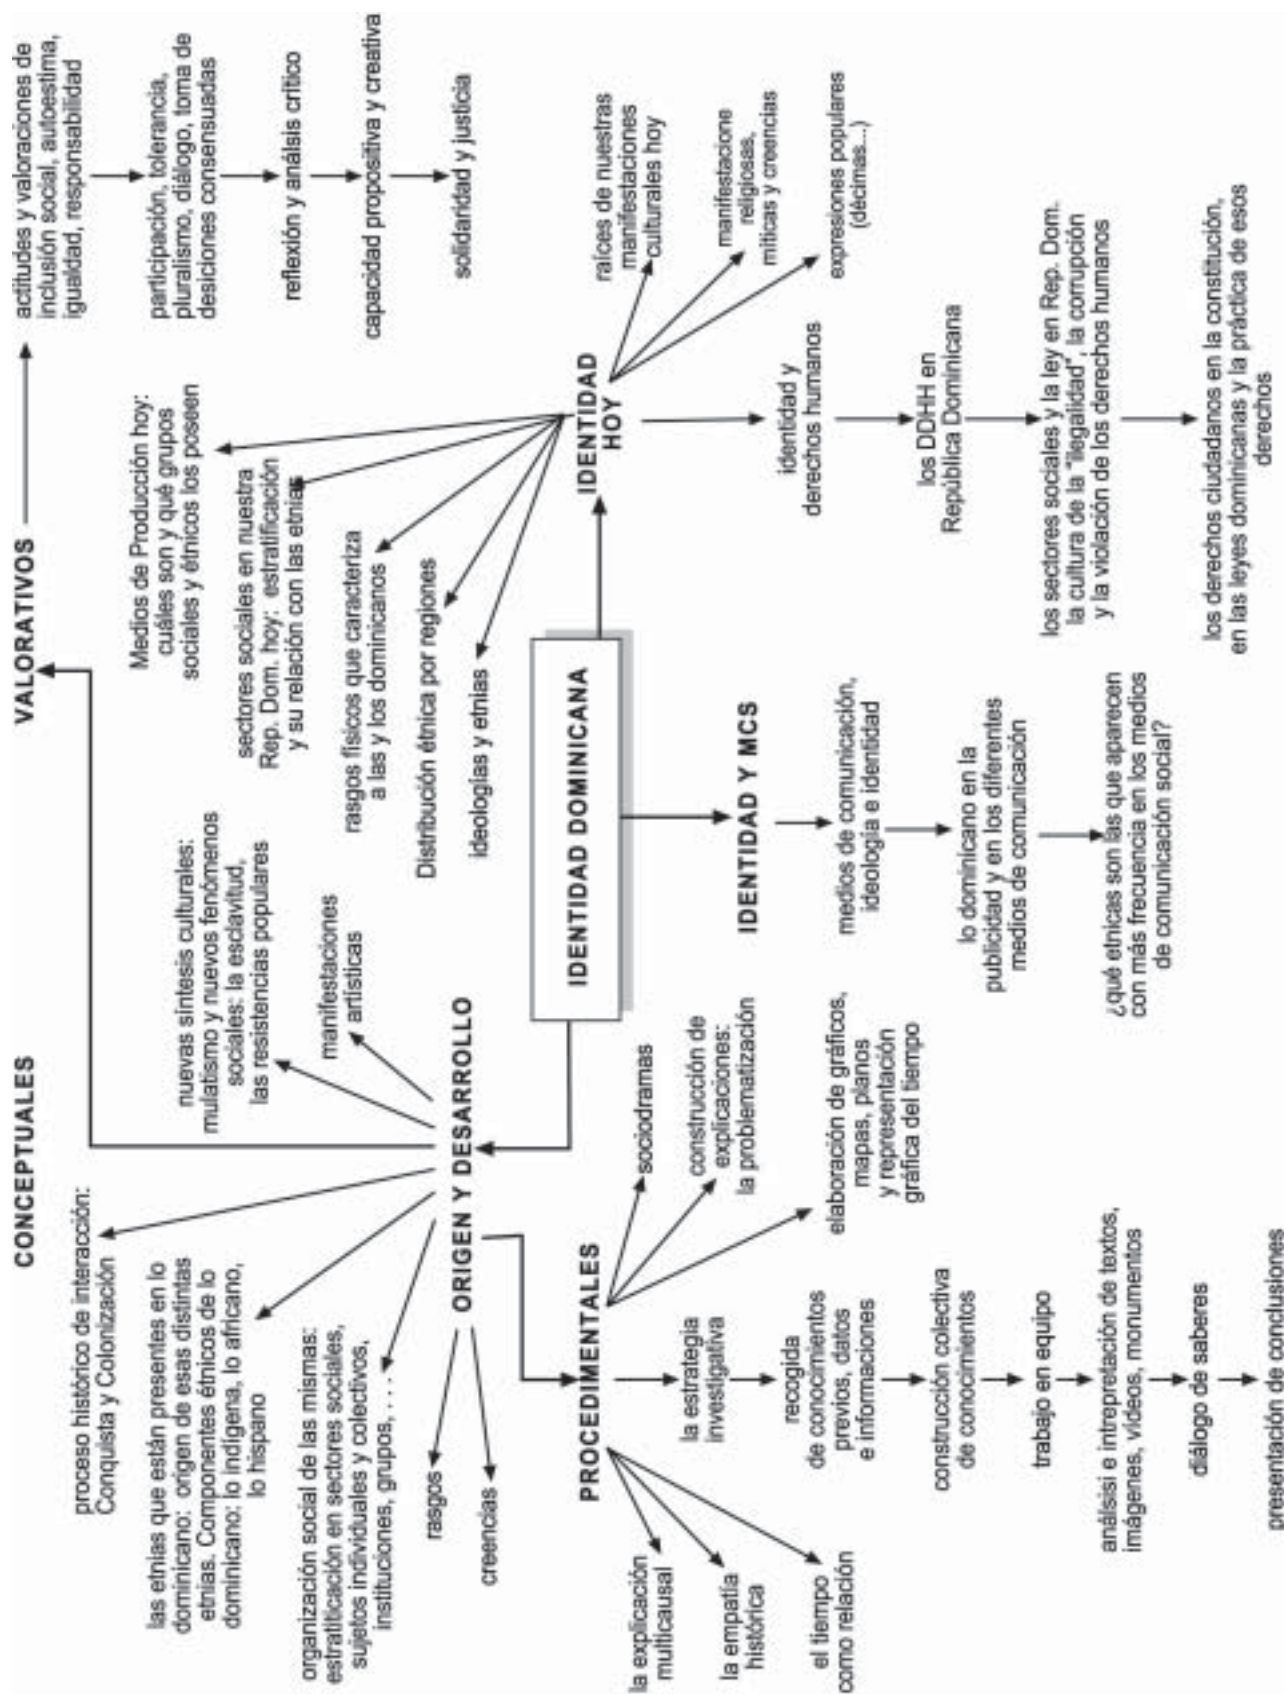 CONCEPTUALES
VALORATIVOS
proceso histórico de interacción:
Conquista y Colonización
las etnías que están presentes en lo
dominicano: origen de esas distintas
etnías. Componentes étnicos de lo
dominicano: lo indígena, lo africano,
lo hispano
organización social de las mismas:
estratiticación en sectores sociales,
sujetos individuales y colectivos,
instituciones, grupos, . . . .
rasgos
creencias
nuevas síntesis culturales:
mulatismo y nuevos fenómenos
sociales: la esclavitud,
las resistencias populares
manifestaciones
artísticas
ORIGEN Y DESARROLLO
actitudes y valoraciones de
inclusión social, autoestima,
igualdad, responsabilidad
participación, tolerancia,
pluralismo, diálogo, toma de
desiciones consensuadas
reflexión y análisis crítico
capacidad propositiva y creativa
solidaridad y justicia
Medios de Producción hoy:
cuáles son y qué grupos
sociales y étnicos los poseen
sectores sociales en nuestra
Rep. Dom. hoy: estratificación
y su relación con las etnias
rasgos físicos que caracteriza
a las y los dominicanos
Distribución étnica por regiones
ideologías y etnias
IDENTIDAD DOMINICANA
IDENTIDAD
HOY
raíces de nuestras
manifestaciones
culturales hoy
manifestacione
religiosas,
míticas y creencias
expresiones populares
(décimas...)
identidad y
derechos humanos
los DDHH en
República Dominicana
los sectores sociales y la ley en Rep. Dom.
la cultura de la "ilegalidad", la corrupción
y la violación de los derechos humanos
los derechos ciudadanos en la constitución,
en las leyes dominicanas y la práctica de esos
derechos
IDENTIDAD Y MCS
medios de comunicación,
ideología e identidad
lo dominicano en la
publicidad y en los diferentes
medios de comunicación
¿qué etnicas son las que aparecen
con más frecuencia en los medios
de comunicación social?
PROCEDIMENTALES
sociodramas
construcción de
explicaciones:
la problematización
elaboración de gráficos,
mapas, planos
y representación
gráfica del tiempo
la estrategia
investigativa
recogida
de conocimientos
previos, datos
e informaciones
construcción colectiva
de conocimientos
trabajo en equipo
análsisi e intrepretación de textos,
imágenes, vídeos, monumentos
diálogo de saberes
presentación de conclusiones
la explicación
multicausal
la empatía
histórica
el tiempo
como relación